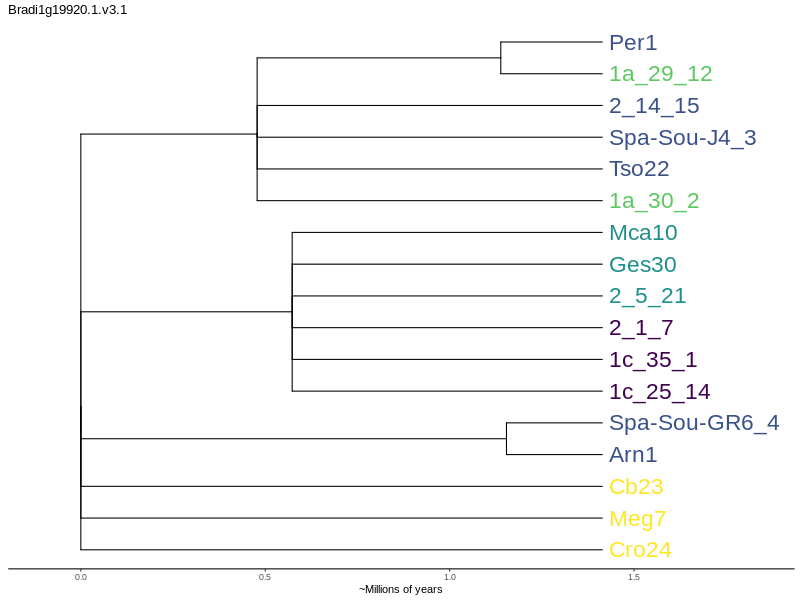 Bradi1g19920.1.v3.1
Per1
1a_29_12
2_14_15
Spa-Sou-J4_3
Tso22
1a_30_2
Mca10
Ges30
2_5_21
2_1_7
1c_35_1
1c_25_14
Spa-Sou-GR6_4
Arn1
Cb23
Meg7
Cro24
0.0 0.5 1.0 1.5
~Millions of years